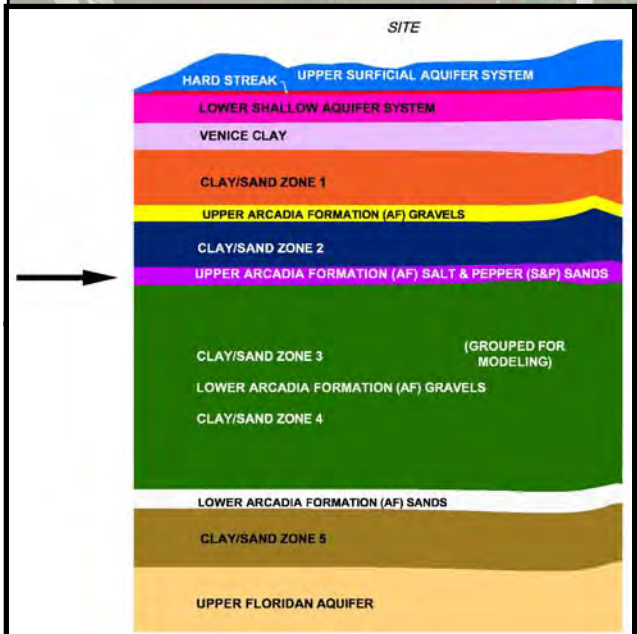 SITE
HARD STREAK
UPPER SURFICIAL AQUIFER SYSTEM
LOWER SHALLOW AQUIFER SYSTEM
VENICE CLAY
CLAY/SAND ZONE 1
UPPER ARCADIA FORMATION (AF) GRAVELS
CLAY/SAND ZONE 2
UPPER ARCADIA FORMATION (AF) SALT & PEPPER (S&P) SANDS
CLAY/SAND ZONE 3
(GROUPED FOR
MODELING)
LOWER ARCADIA FORMATION (AF) GRAVELS
CLAY/SAND ZONE 4
LOWER ARCADIA FORMATION (AF) SANDS
CLAY/SAND ZONE 5
UPPER FLORIDAN AQUIFER